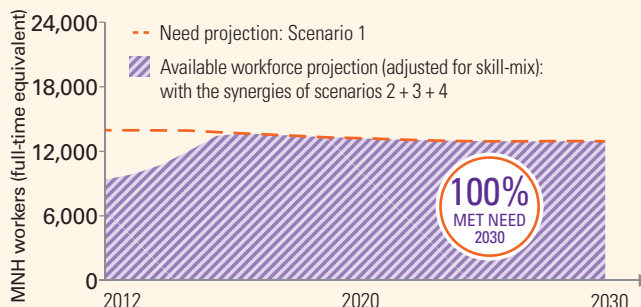 MNH workers (full-time equivalent)
24,000
18,000
12,000
6,000
0
Need projection: Scenario 1
Available workforce projection (adjusted for skill-mix):
with the synergies of scenarios 2 + 3 + 4
100%
MET NEED
2030
2012 2020 2030